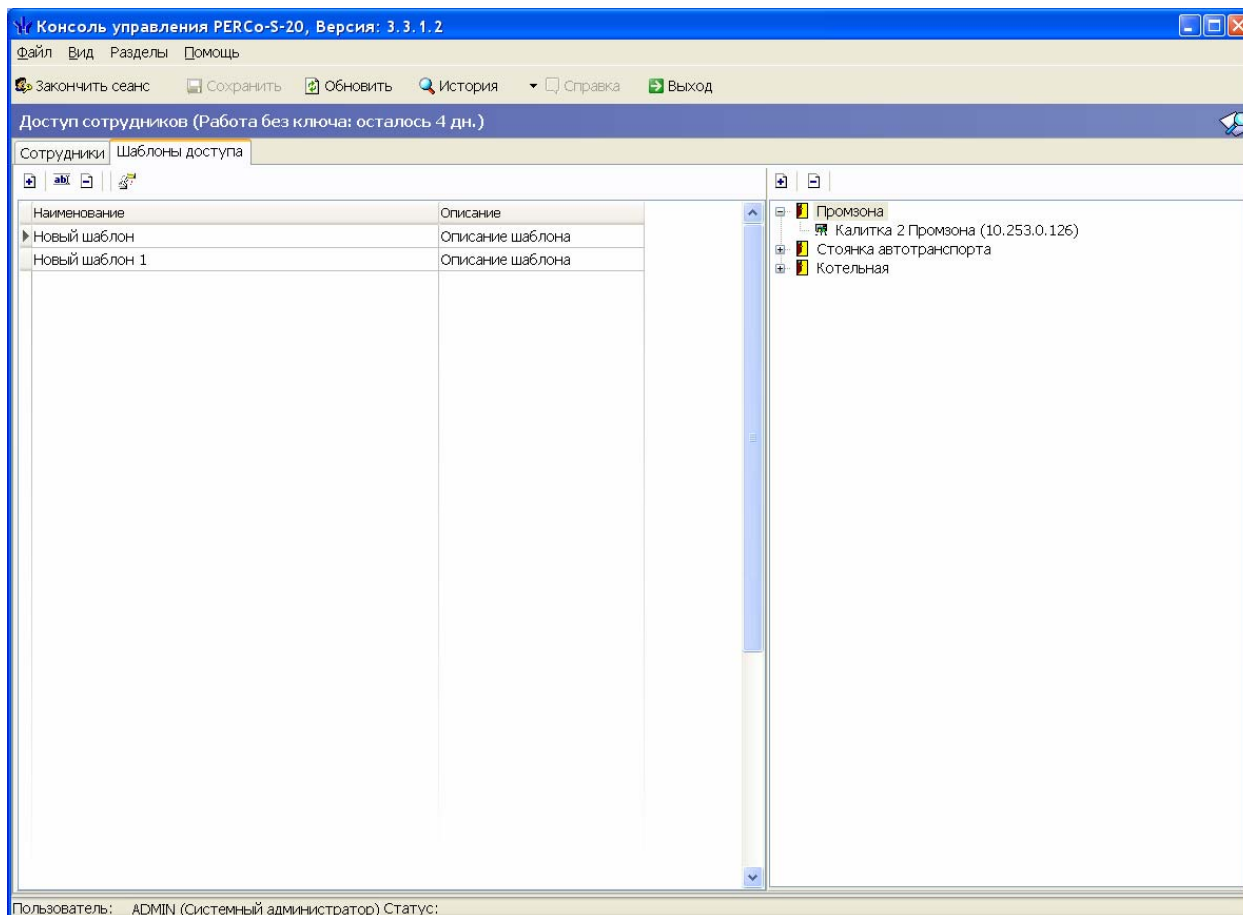 Консоль управления PERCo-S-20, Версия: 3.3.1.2
Файл Вид Разделы Помощь
Закончить сеанс Сохранить Обновить История Справка Выход
Доступ сотрудников (Работа без ключа: осталось 4 дн.)
Сотрудники Шаблоны доступа
Наименование Описание
Новый шаблон Описание шаблона
Новый шаблон 1 Описание шаблона
Промзона
Калитка 2 Промзона (10.253.0.126)
Стоянка автотранспорта
Котельная
Пользователь: ADMIN (Системный администратор) Статус: